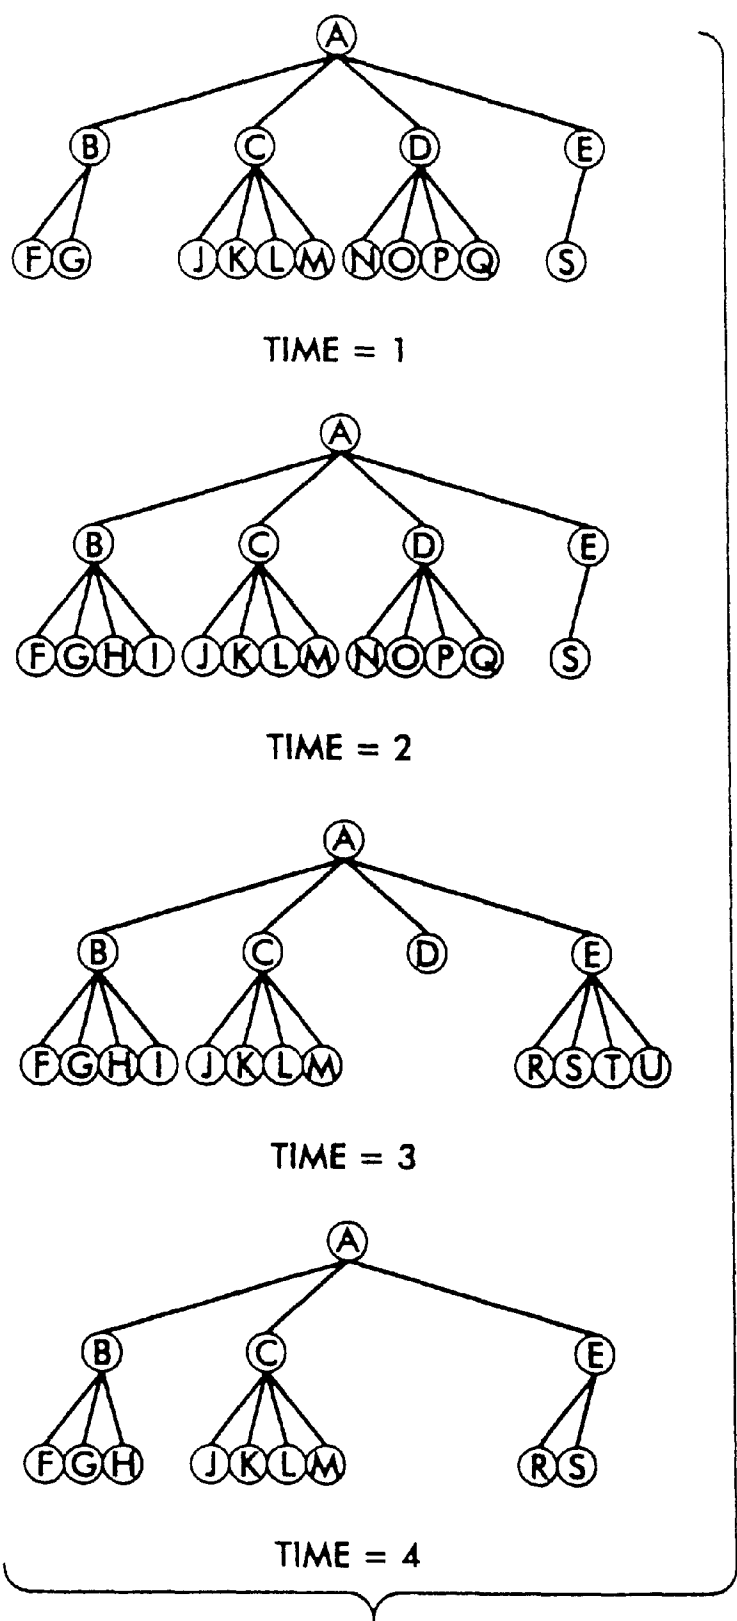 A
B C D E
F G J K L M N O P Q S
TIME = 1
A
B C D E
F G H I J K L M N O P Q S
TIME = 2
A
B C D E
F G H I J K L M R S T U
TIME = 3
A
B C E
F G H J K L M R S
TIME = 4